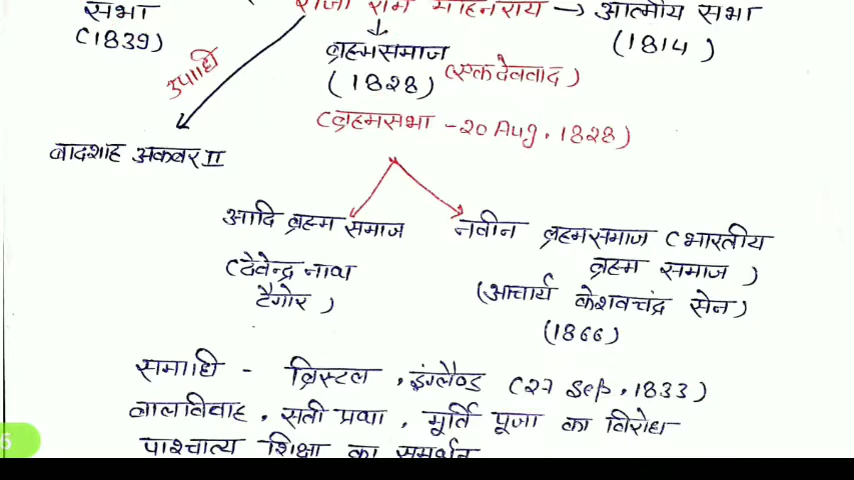 सभा
(1839)
राजा राम मोहनराय → आत्मीय सभा
(1814)
उपाधि
ब्रह्मसमाज
(1828) (एकदेववाद)
(ब्रह्मसभा - 20 Aug, 1828)
बादशाह अकबर II
आदि ब्रह्म समाज
(देवेन्द्र नाथ
टैगोर)
नवीन ब्रह्मसमाज (भारतीय
ब्रह्म समाज)
(आचार्य केशवचंद्र सेन)
(1866)
समाधि - ब्रिस्टल, इंग्लैण्ड (27 Sep, 1833)
बालविवाह, सती प्रथा, मूर्ति पूजा का विरोध
पाश्चात्य शिक्षा का समर्थन